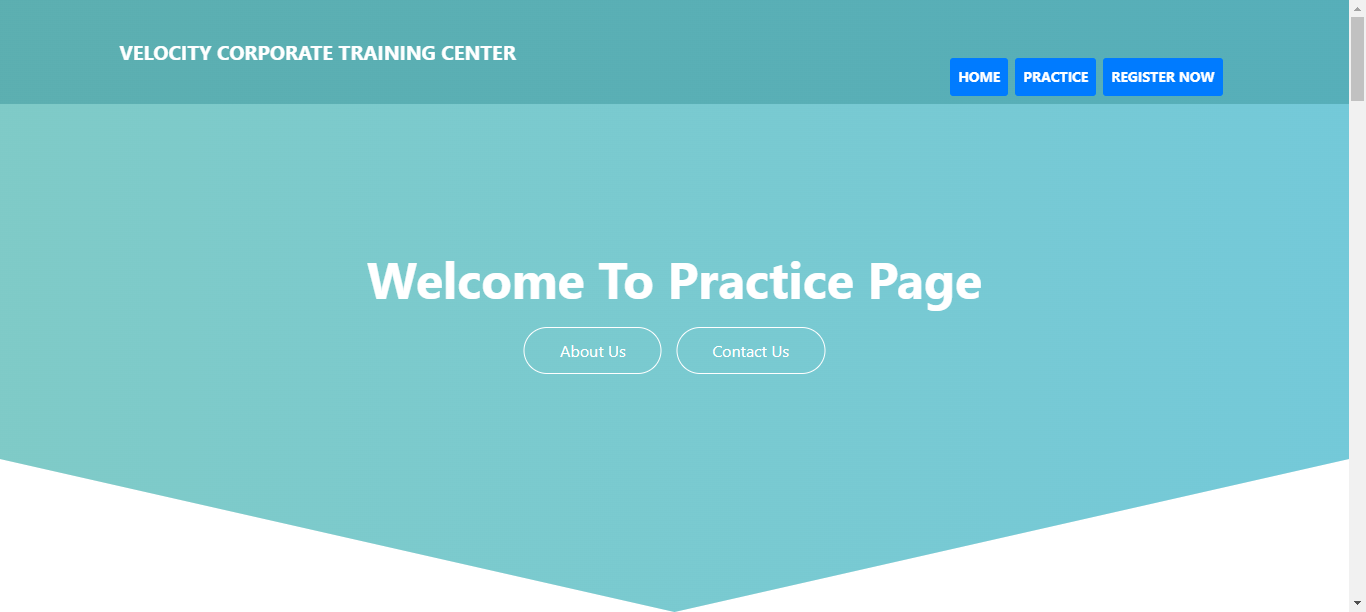 VELOCITY CORPORATE TRAINING CENTER
HOME PRACTICE REGISTER NOW
Welcome To Practice Page
About Us Contact Us